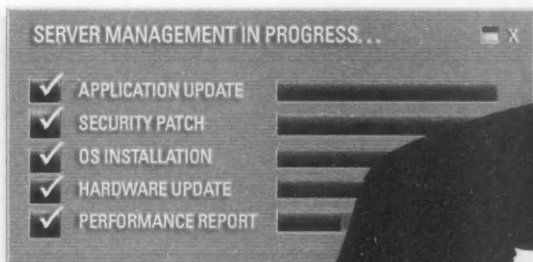 SERVER MANAGEMENT IN PROGRESS... X
APPLICATION UPDATE
SECURITY PATCH
OS INSTALLATION
HARDWARE UPDATE
PERFORMANCE REPORT